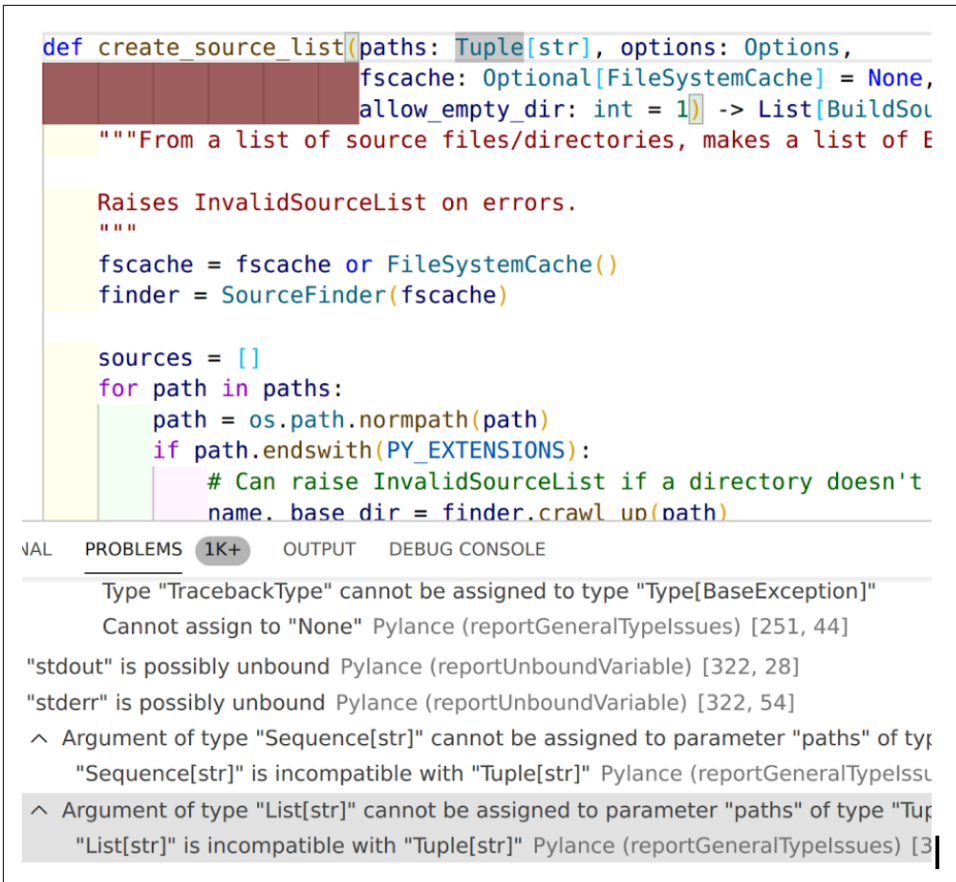 def create_source_list(paths: Tuple[str], options: Options,
fscache: Optional[FileSystemCache] = None,
allow_empty_dir: int = 1) -> List[BuildSou
"""From a list of source files/directories, makes a list of B
Raises InvalidSourceList on errors.
"""
fscache = fscache or FileSystemCache()
finder = SourceFinder(fscache)
sources = []
for path in paths:
path = os.path.normpath(path)
if path.endswith(PY_EXTENSIONS):
# Can raise InvalidSourceList if a directory doesn't
name, base_dir = finder.crawl_up(path)
NAL PROBLEMS 1K+ OUTPUT DEBUG CONSOLE
Type "TracebackType" cannot be assigned to type "Type[BaseException]"
Cannot assign to "None" Pylance (reportGeneralTypeIssues) [251, 44]
"stdout" is possibly unbound Pylance (reportUnboundVariable) [322, 28]
"stderr" is possibly unbound Pylance (reportUnboundVariable) [322, 54]
Argument of type "Sequence[str]" cannot be assigned to parameter "paths" of typ
"Sequence[str]" is incompatible with "Tuple[str]" Pylance (reportGeneralTypeIssu
Argument of type "List[str]" cannot be assigned to parameter "paths" of type "Tup
"List[str]" is incompatible with "Tuple[str]" Pylance (reportGeneralTypeIssues) [3